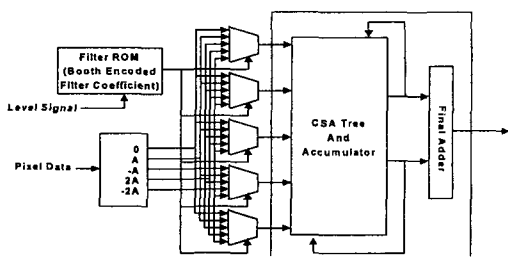 Filter ROM
(Booth Encoded
Filter Coefficient)
Level Signal
Pixel Data
0
A
-A
2A
-2A
CSA Tree
And
Accumulator
Final Adder